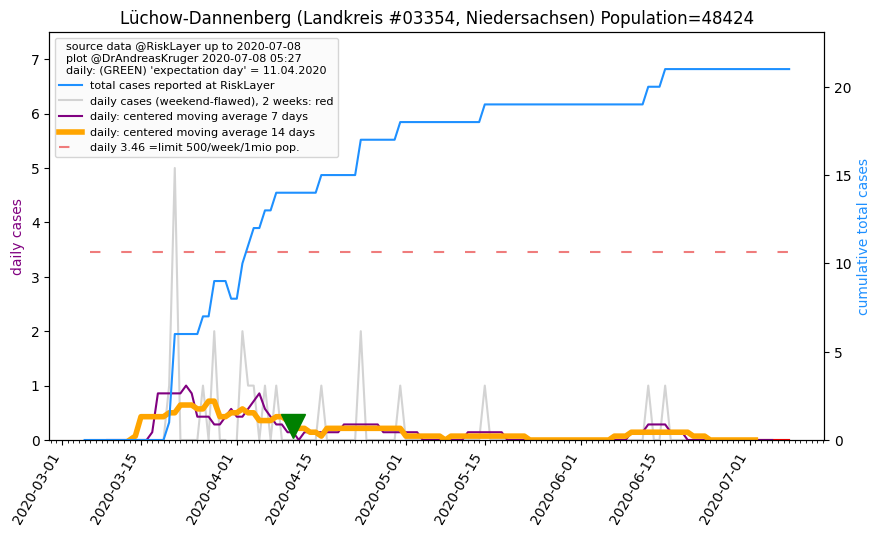 Lüchow-Dannenberg (Landkreis #03354, Niedersachsen) Population=48424
source data @RiskLayer up to 2020-07-08
plot @DrAndreasKruger 2020-07-08 05:27
daily: (GREEN) 'expectation day' = 11.04.2020
total cases reported at RiskLayer
daily cases (weekend-flawed), 2 weeks: red
daily: centered moving average 7 days
daily: centered moving average 14 days
daily 3.46 =limit 500/week/1mio pop.
daily cases
7
6
5
4
3
2
1
0
cumulative total cases
20
15
10
5
0
2020-03-01
2020-03-15
2020-04-01
2020-04-15
2020-05-01
2020-05-15
2020-06-01
2020-06-15
2020-07-01